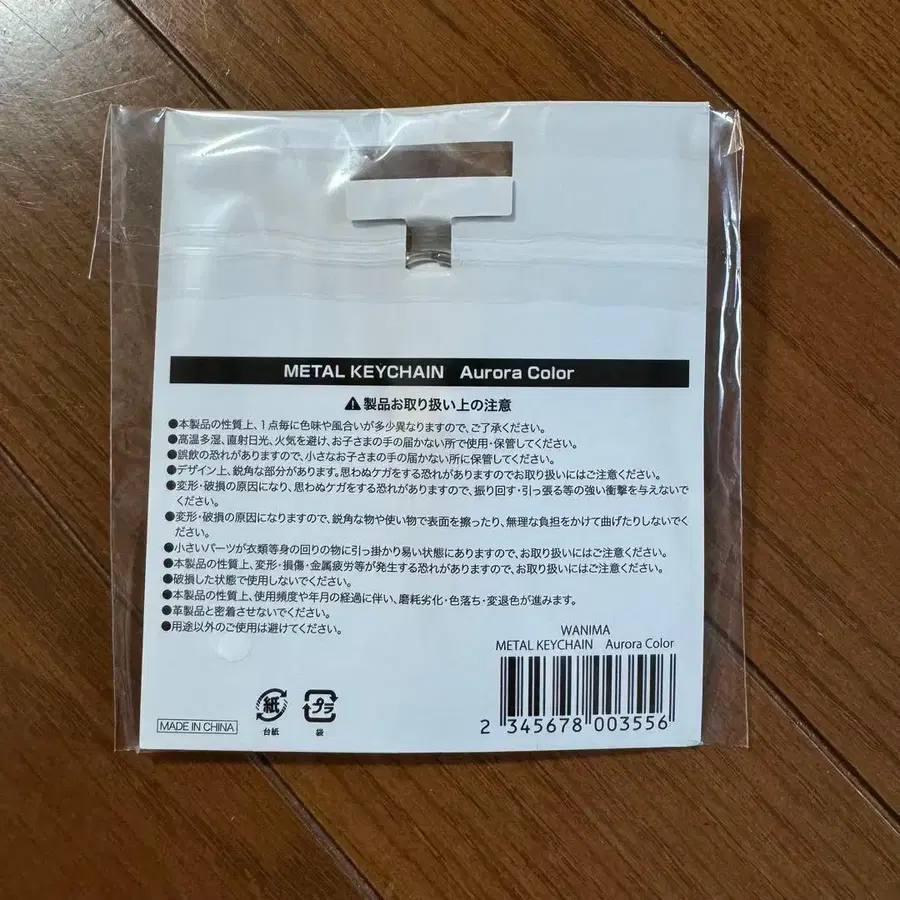 METAL KEYCHAIN Aurora Color
製品お取り扱い上の注意
●本製品の性質上、1点毎に色味や風合いが多少異なりますので、ご了承ください。
●高温多湿、直射日光、火気を避け、お子さまの手の届かない所で使用・保管してください。
●誤飲の恐れがありますので、小さなお子さまの手の届かない所に保管してください。
●デザイン上、鋭角な部分があります。思わぬケガをする恐れがありますのでお取り扱いにはご注意ください。
●変形・破損の原因になり、思わぬケガをする恐れがありますので、振り回す・引っ張る等の強い衝撃を与えないで
ください。
●変形・破損の原因になりますので、鋭角な物や使い物で表面を擦ったり、無理な負担をかけて曲げたりしないでく
ださい。
●小さいパーツが衣類等身の回りの物に引っ掛かり易い状態にありますので、お取り扱いにはご注意ください。
●本製品の性質上、変形・損傷・金属疲労等が発生する恐れがありますので、お取り扱いにはご注意ください。
●破損した状態で使用しないでください。
●本製品の性質上、使用頻度や年月の経過に伴い、磨耗劣化・色落ち・変退色が進みます。
●革製品と密着させないでください。
●用途以外のご使用は避けてください。
WANIMA
METAL KEYCHAIN Aurora Color
2 345678 003556
MADE IN CHINA
紙
台紙
プラ
袋